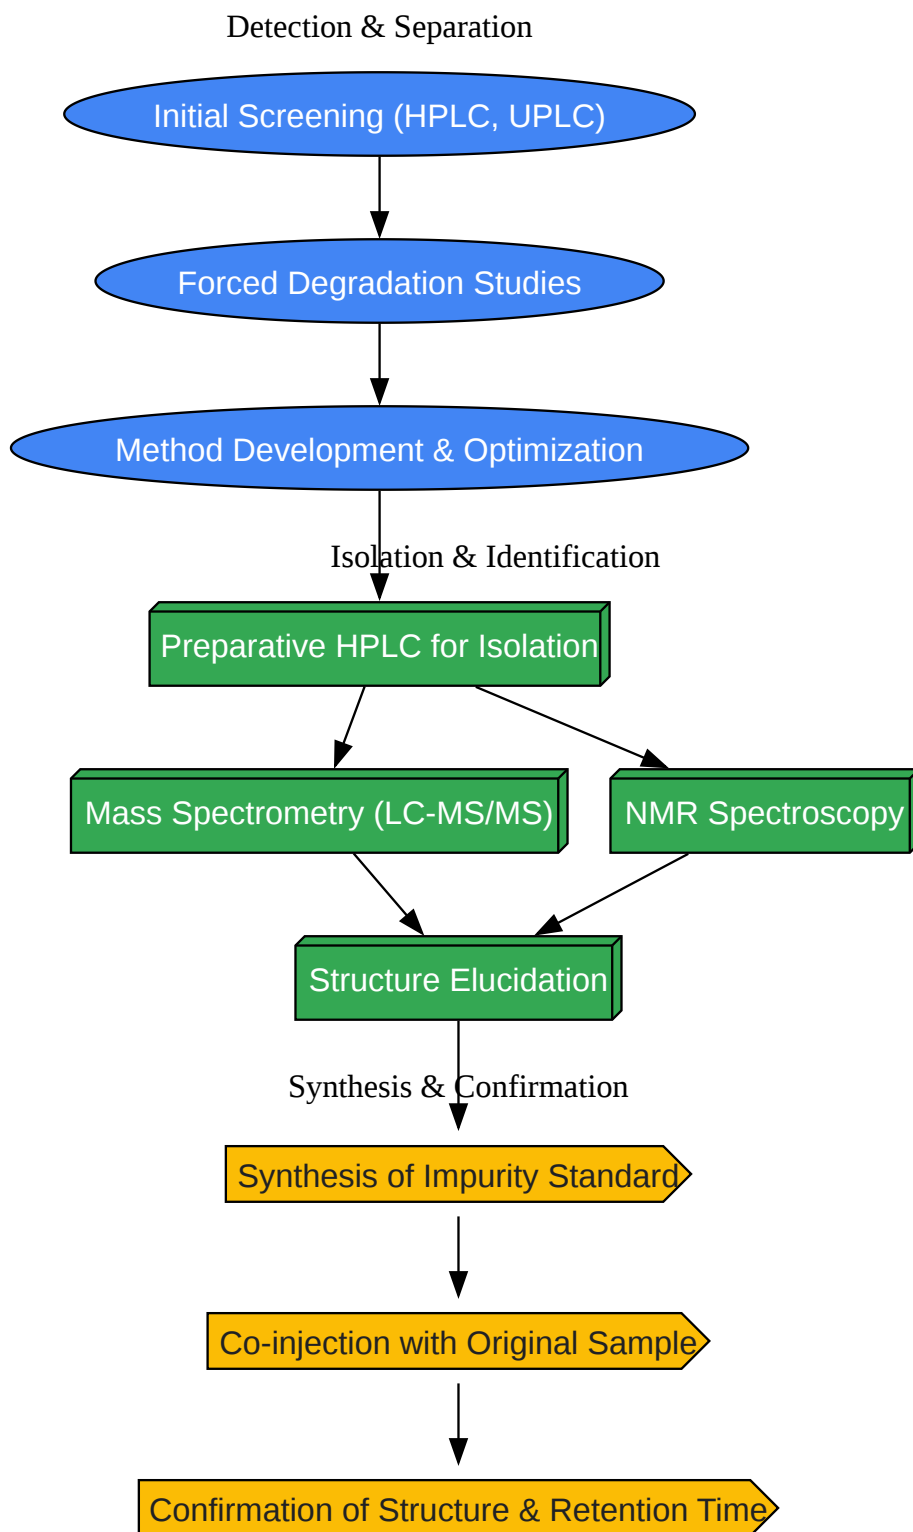 Detection & Separation
Initial Screening (HPLC, UPLC)
Forced Degradation Studies
Method Development & Optimization
Isolation & Identification
Preparative HPLC for Isolation
Mass Spectrometry (LC-MS/MS)
NMR Spectroscopy
Structure Elucidation
Synthesis & Confirmation
Synthesis of Impurity Standard
Co-injection with Original Sample
Confirmation of Structure & Retention Time